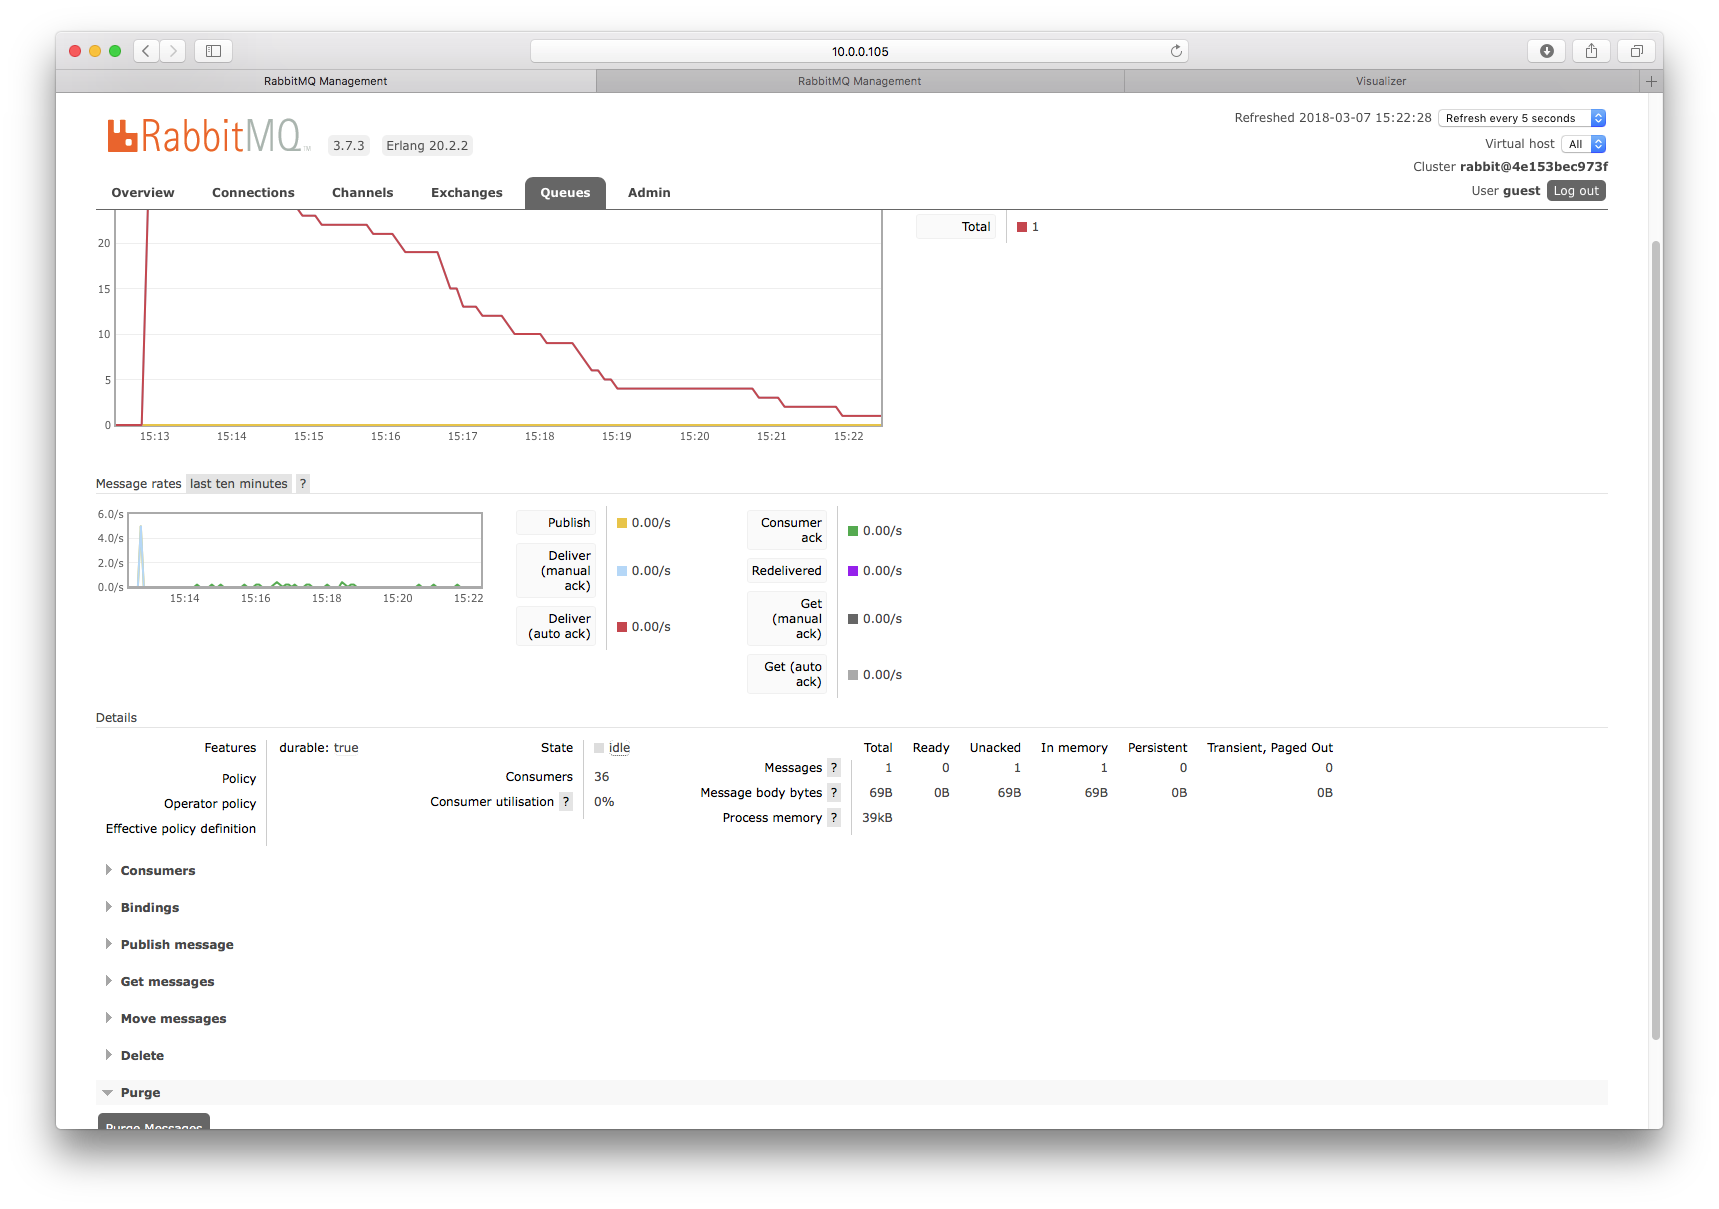 10.0.0.105
RabbitMQ Management
RabbitMQ Management
Visualizer
RabbitMQ™
3.7.3
Erlang 20.2.2
Refreshed 2018-03-07 15:22:28
Refresh every 5 seconds
Virtual host
All
Cluster rabbit@4e153bec973f
User guest
Log out
Overview
Connections
Channels
Exchanges
Queues
Admin
Total
1
20
15
10
5
0
15:13
15:14
15:15
15:16
15:17
15:18
15:19
15:20
15:21
15:22
Message rates last ten minutes ?
6.0/s
4.0/s
2.0/s
0.0/s
15:14
15:16
15:18
15:20
15:22
Publish
0.00/s
Deliver
(manual
ack)
0.00/s
Deliver
(auto ack)
0.00/s
Consumer
ack
0.00/s
Redelivered
0.00/s
Get
(manual
ack)
0.00/s
Get (auto
ack)
0.00/s
Details
Features
durable: true
Policy
Operator policy
Effective policy definition
State
idle
Consumers
36
Consumer utilisation ?
0%
Total Ready Unacked In memory Persistent Transient, Paged Out
Messages ? 1 0 1 1 0 0
Message body bytes ? 69B 0B 69B 69B 0B 0B
Process memory ? 39kB
Consumers
Bindings
Publish message
Get messages
Move messages
Delete
Purge
Purge Messages